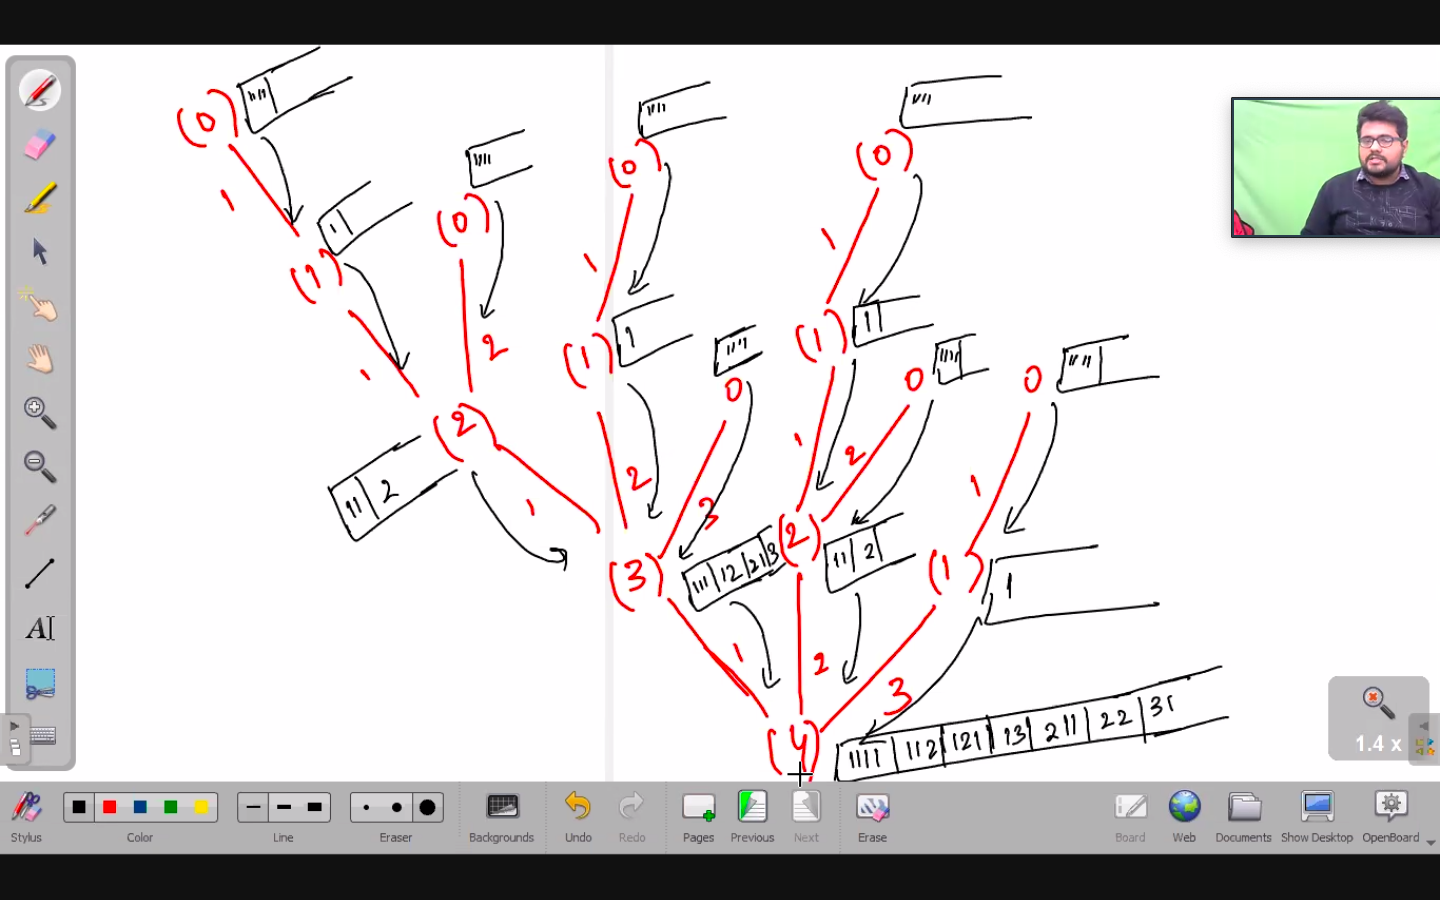 (0)
""
(0)
""
(0)
""
(0)
""
1
(1)
11
1
2
(2)
11 | 2
1
1
(1)
1
2
0
""
3
(3)
111 | 12 | 21 | 3
1
(1)
1
1
0
""
2
(2)
11 | 2
2
0
""
1
(1)
1
3
1
(4)
1111 | 112 | 121 | 13 | 211 | 22 | 31
1.4 x
Stylus
Color
Line
Eraser
Backgrounds
Undo
Redo
Pages
Previous
Next
Erase
Board
Web
Documents
Show Desktop
OpenBoard